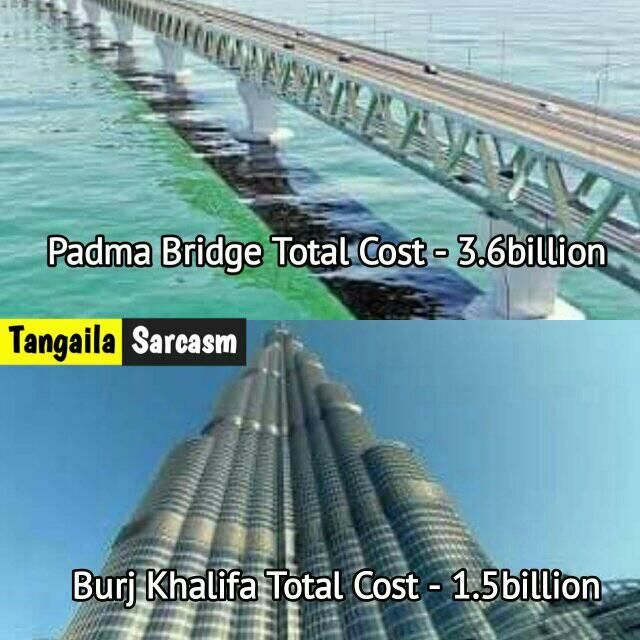 Padma Bridge Total Cost - 3.6billion
Tangaila Sarcasm
Burj Khalifa Total Cost - 1.5billion